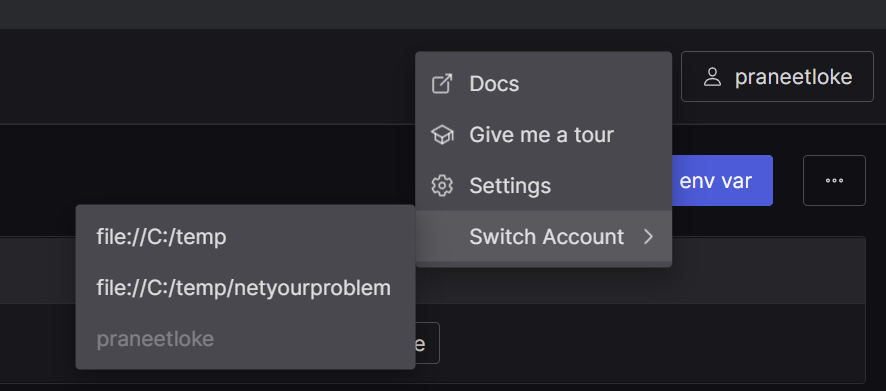 praneetloke
Docs
Give me a tour
Settings
Switch Account
env var
file://C:/temp
file://C:/temp/netyourproblem
praneetloke
e